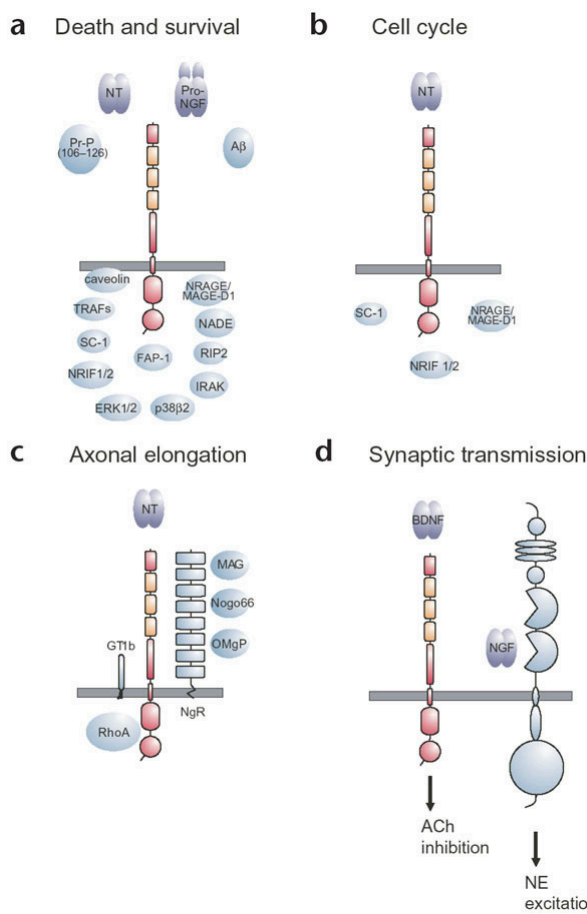 a Death and survival
NT
Pro-
NGF
Pr-P
(106–126)
Aβ
caveolin
TRAFs
SC-1
NRIF1/2
ERK1/2
FAP-1
p38β2
NRAGE/
MAGE-D1
NADE
RIP2
IRAK
b Cell cycle
NT
SC-1
NRAGE/
MAGE-D1
NRIF 1/2
c Axonal elongation
NT
GT1b
MAG
Nogo66
OMgP
NgR
RhoA
d Synaptic transmission
BDNF
NGF
ACh
inhibition
NE
excitatio